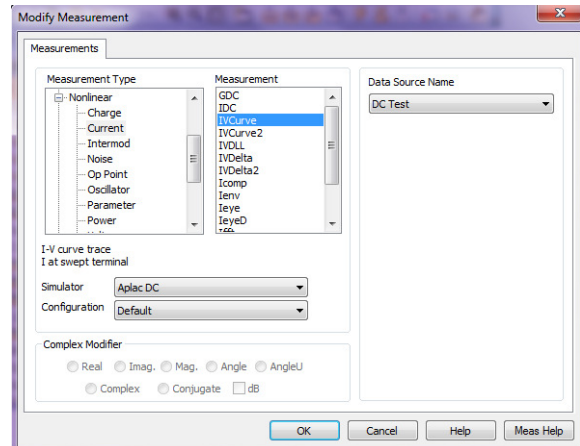 Modify Measurement
Measurements
Measurement Type
Nonlinear
Charge
Current
Intermod
Noise
Op Point
Oscillator
Parameter
Power
Measurement
GDC
IDC
IVCurve
IVCurve2
IVDLL
IVDelta
IVDelta2
Icomp
Ienv
Ieye
IeyeD
Data Source Name
DC Test
I-V curve trace
I at swept terminal
Simulator Aplac DC
Configuration Default
Complex Modifier
Real Imag. Mag. Angle AngleU
Complex Conjugate dB
OK Cancel Help Meas Help